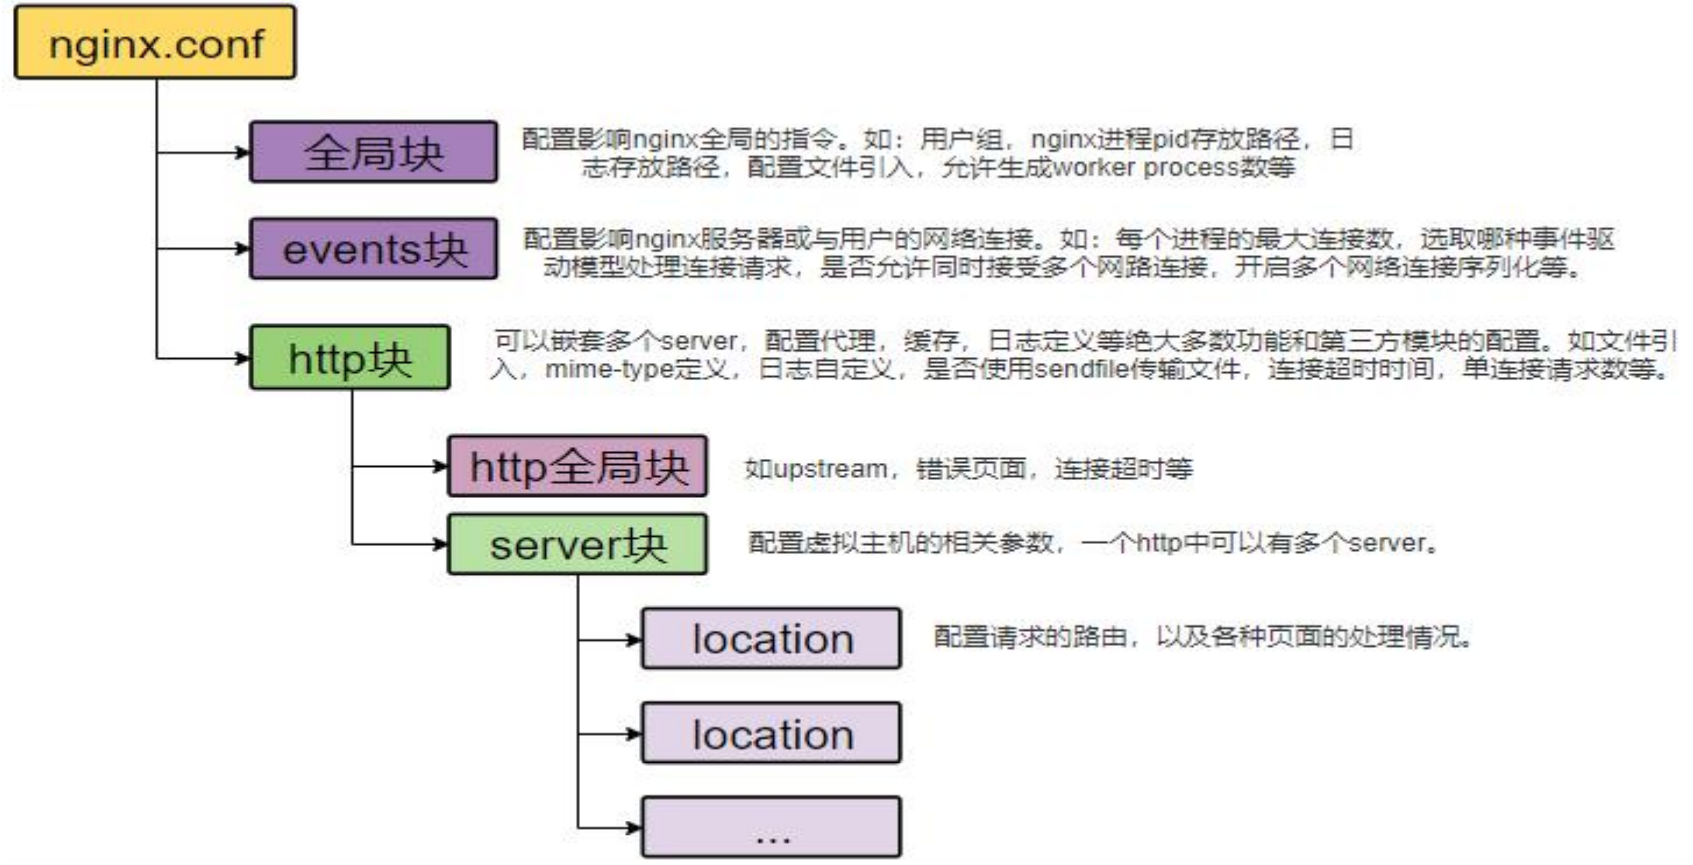 nginx.conf
全局块
配置影响nginx全局的指令。如：用户组，nginx进程pid存放路径，日
志存放路径，配置文件引入，允许生成worker process数等
events块
配置影响nginx服务器或与用户的网络连接。如：每个进程的最大连接数，选取哪种事件驱
动模型处理连接请求，是否允许同时接受多个网路连接，开启多个网络连接序列化等。
http块
可以嵌套多个server，配置代理，缓存，日志定义等绝大多数功能和第三方模块的配置。如文件引
入，mime-type定义，日志自定义，是否使用sendfile传输文件，连接超时时间，单连接请求数等。
http全局块
如upstream，错误页面，连接超时等
server块
配置虚拟主机的相关参数，一个http中可以有多个server。
location
配置请求的路由，以及各种页面的处理情况。
location
...